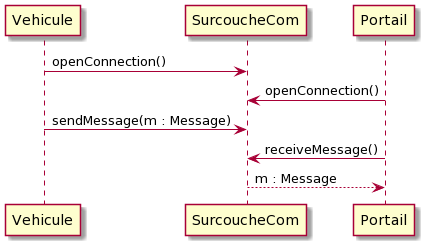 Vehicule SurcoucheCom Portail
openConnection()
openConnection()
sendMessage(m : Message)
receiveMessage()
m : Message
Vehicule SurcoucheCom Portail